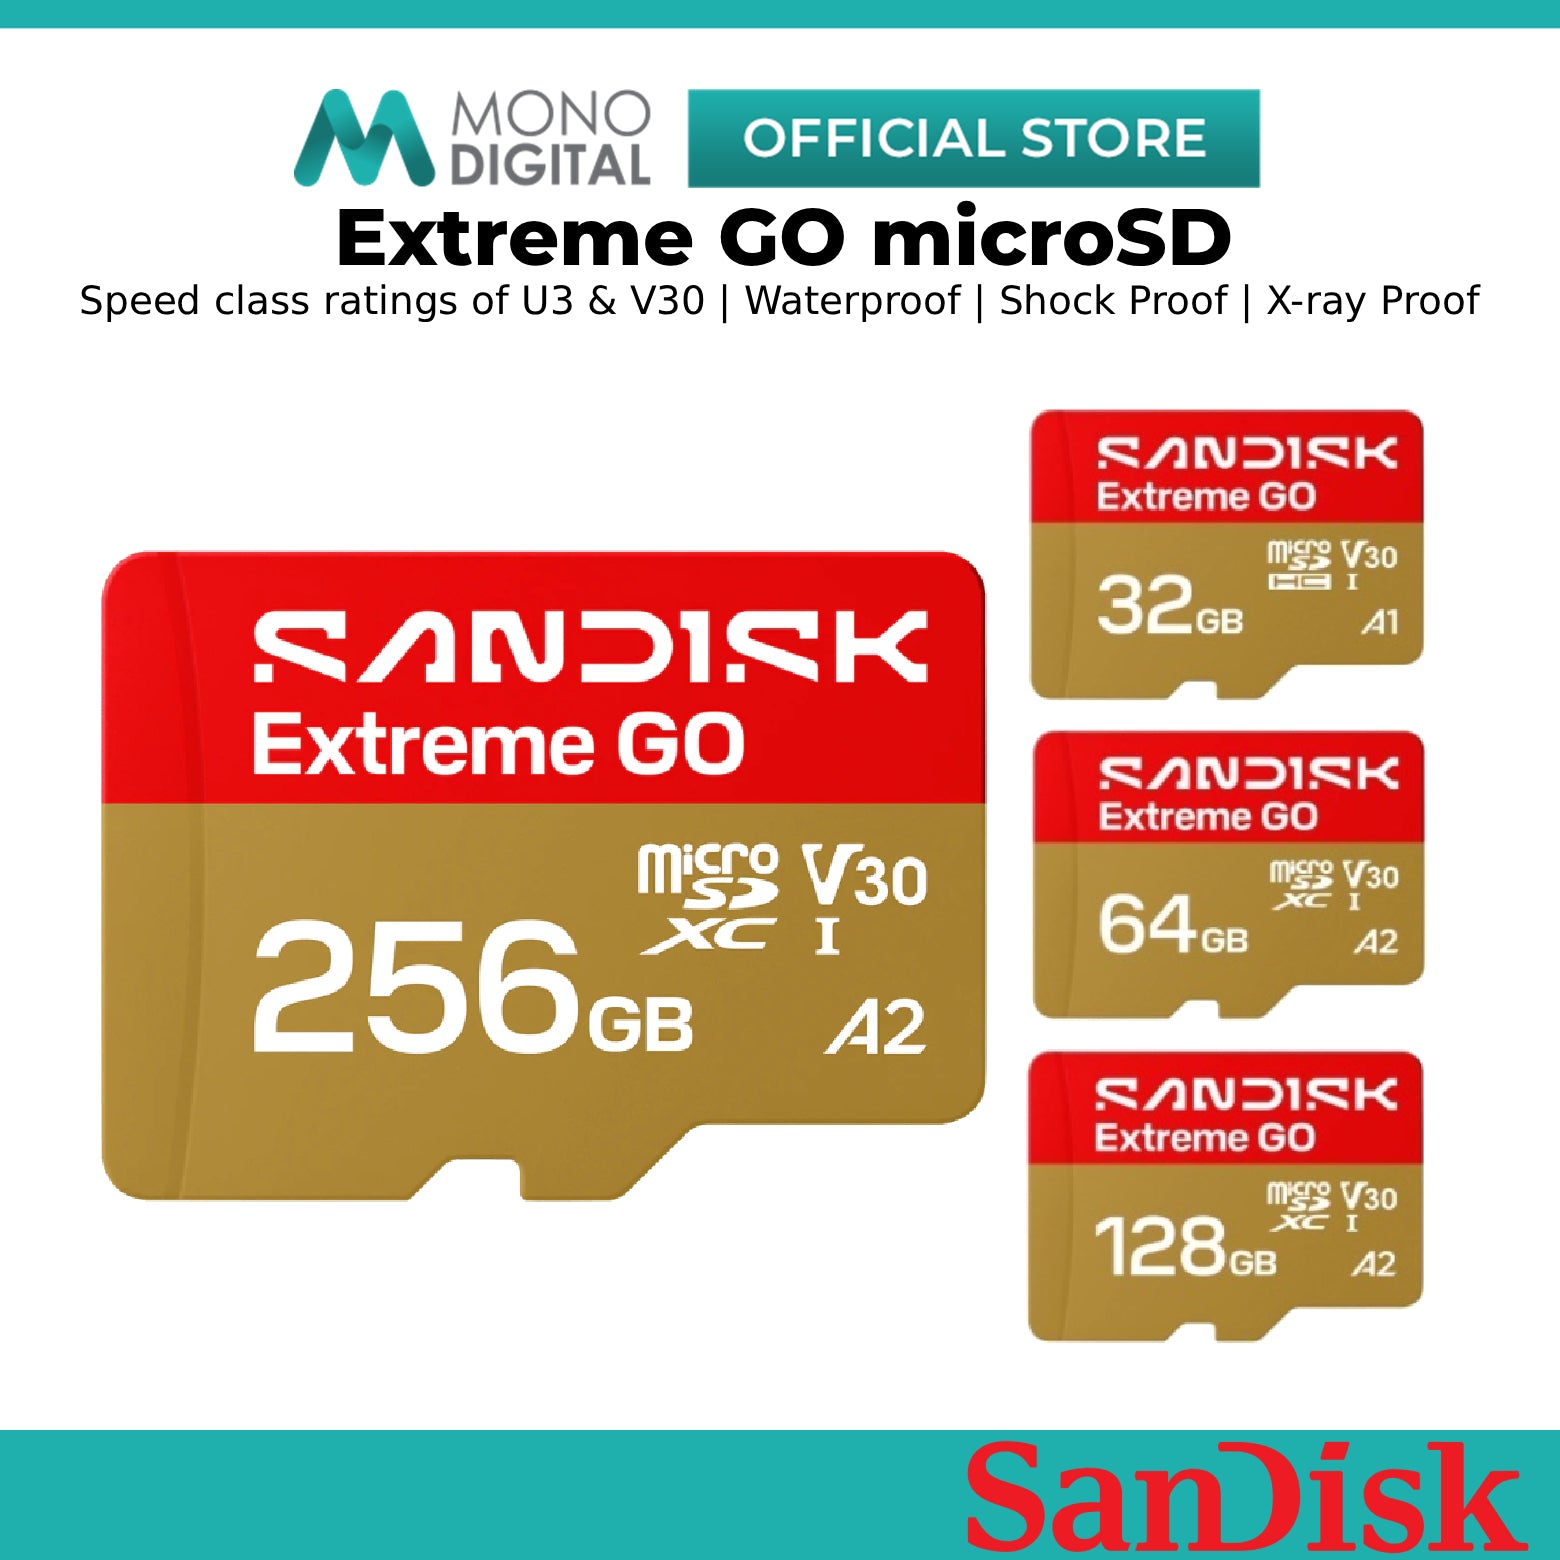 MONO
DIGITAL
OFFICIAL STORE
Extreme GO microSD
Speed class ratings of U3 & V30 | Waterproof | Shock Proof | X-ray Proof
SANDISK
Extreme GO
micro SD XC I V30
256GB
A2
SANDISK
Extreme GO
micro SD HC I V30
32GB
A1
SANDISK
Extreme GO
micro SD XC I V30
64GB
A2
SANDISK
Extreme GO
micro SD XC I V30
128GB
A2
SanDisk